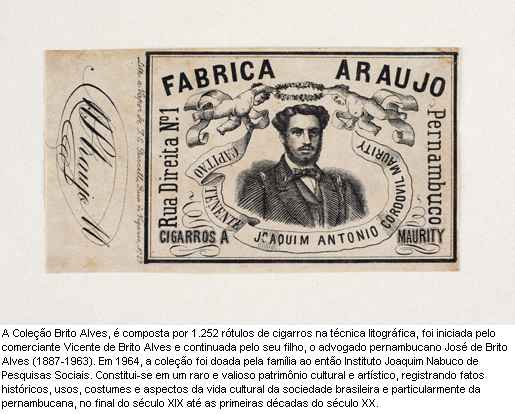 FABRICA ARAUJO
Rua Direita Nº 1
Pernambuco
CAPITÃO TENENTE
JOAQUIM ANTONIO CORDOVIL MAURITY
CIGARROS A MAURITY
A Coleção Brito Alves, é composta por 1.252 rótulos de cigarros na técnica litográfica, foi iniciada pelo
comerciante Vicente de Brito Alves e continuada pelo seu filho, o advogado pernambucano José de Brito
Alves (1887-1963). Em 1964, a coleção foi doada pela família ao então Instituto Joaquim Nabuco de
Pesquisas Sociais. Constitui-se em um raro e valioso patrimônio cultural e artístico, registrando fatos
históricos, usos, costumes e aspectos da vida cultural da sociedade brasileira e particularmente da
pernambucana, no final do século XIX até as primeiras décadas do século XX.